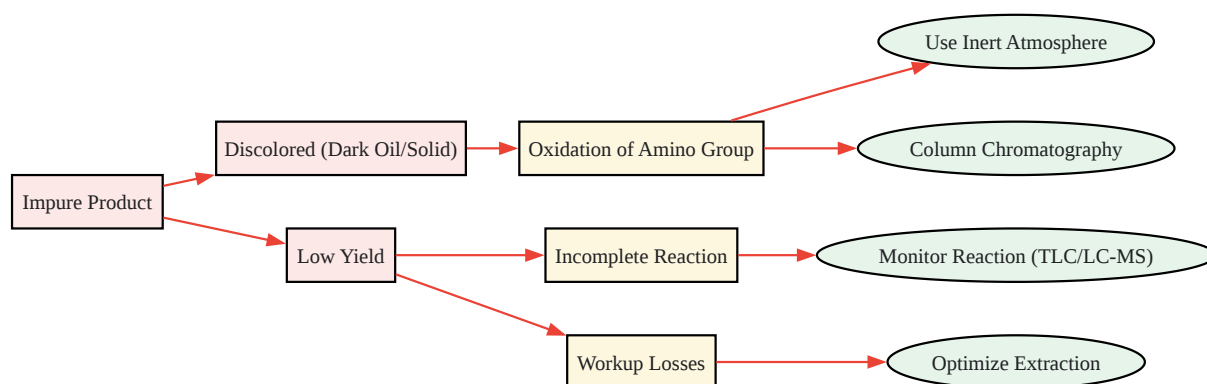 Use Inert Atmosphere
Discolored (Dark Oil/Solid)
Oxidation of Amino Group
Column Chromatography
Impure Product
Low Yield
Incomplete Reaction
Monitor Reaction (TLC/LC-MS)
Workup Losses
Optimize Extraction